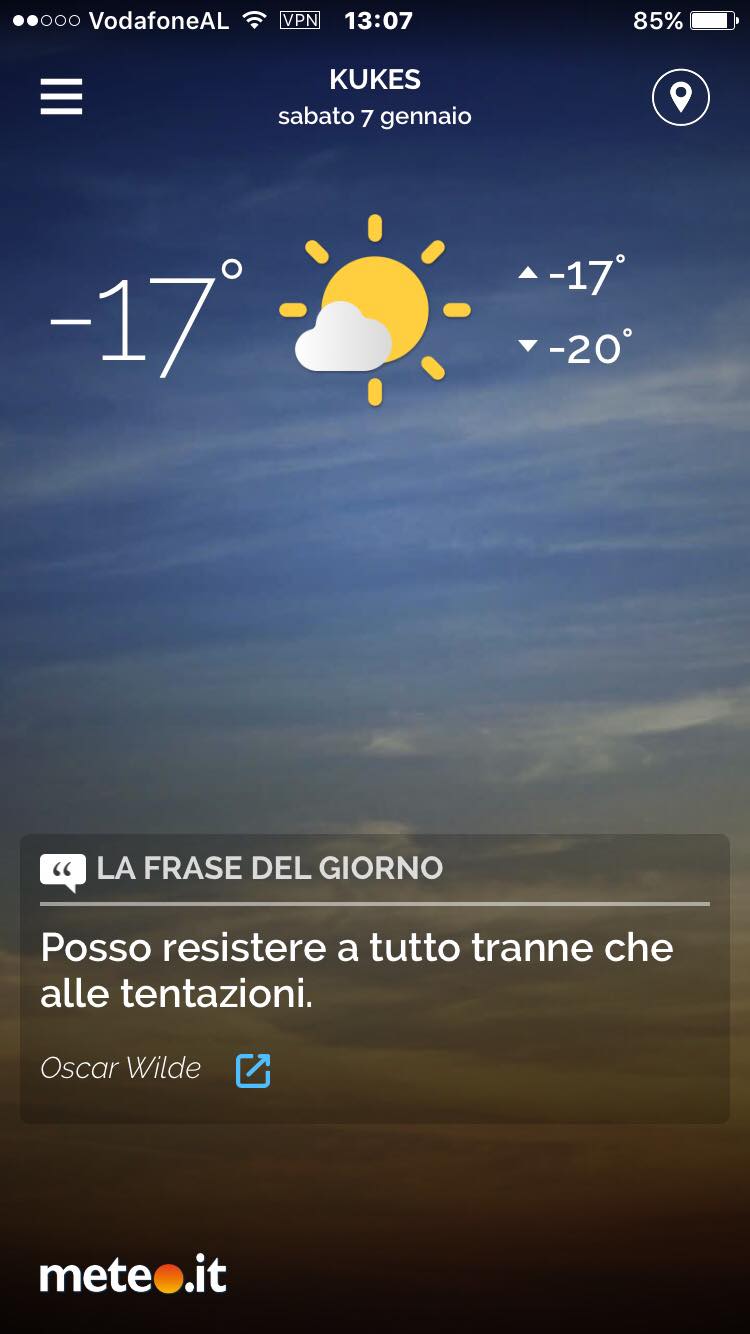 VodafoneAL VPN 13:07 85%
KUKES
sabato 7 gennaio
-17°
-17°
-20°
LA FRASE DEL GIORNO
Posso resistere a tutto tranne che
alle tentazioni.
Oscar Wilde
meteo.it